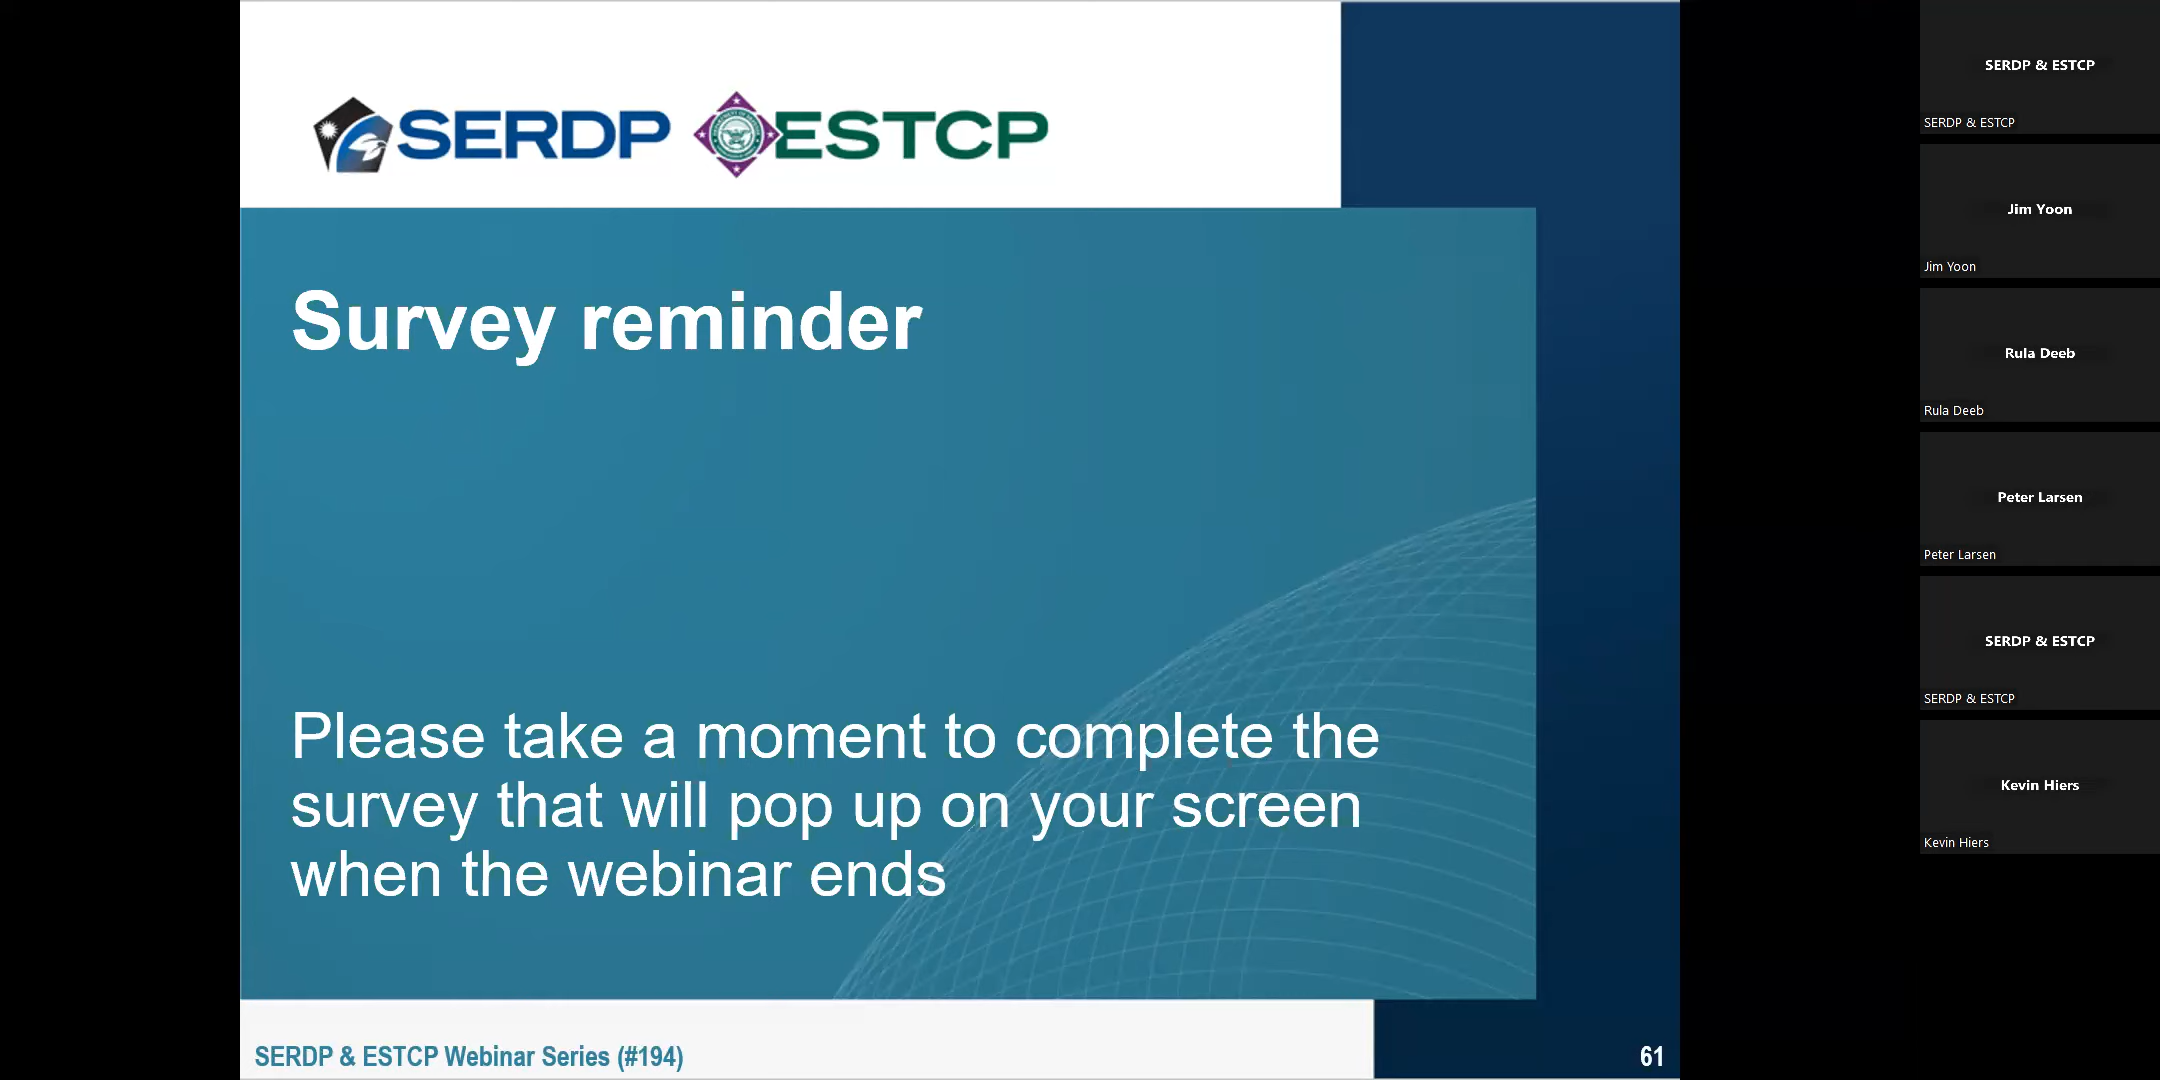 SERDP ESTCP
Survey reminder
Please take a moment to complete the
survey that will pop up on your screen
when the webinar ends
SERDP & ESTCP Webinar Series (#194)
61
SERDP & ESTCP
SERDP & ESTCP
Jim Yoon
Jim Yoon
Rula Deeb
Rula Deeb
Peter Larsen
Peter Larsen
SERDP & ESTCP
SERDP & ESTCP
Kevin Hiers
Kevin Hiers